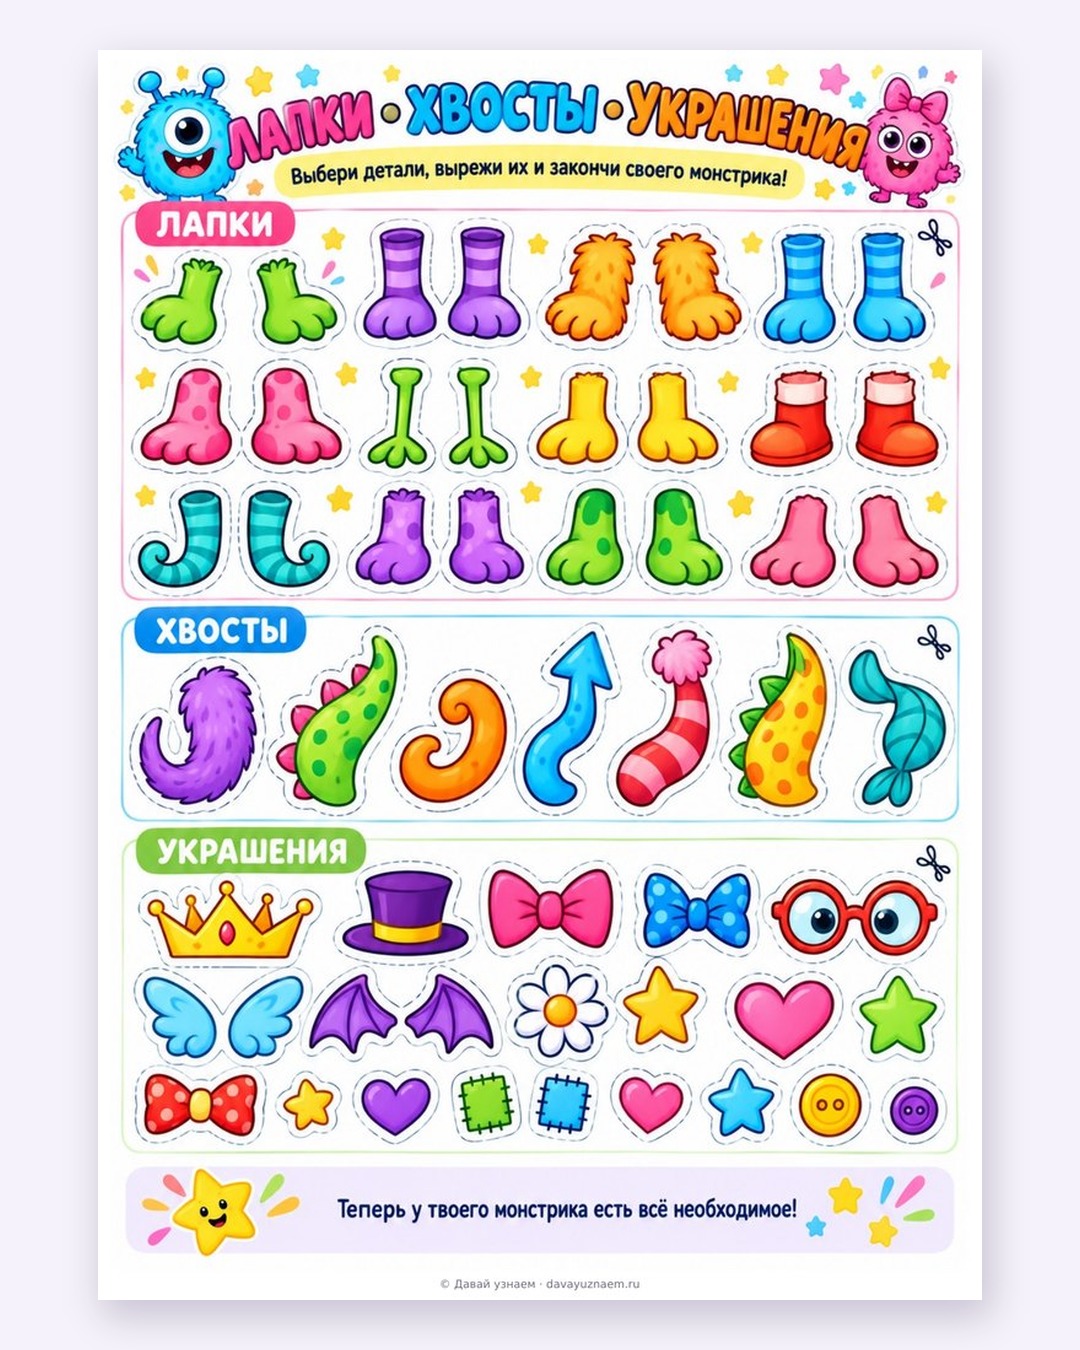 ЛАПКИ • ХВОСТЫ • УКРАШЕНИЯ
Выбери детали, вырежи их и закончи своего монстрика!
ЛАПКИ
ХВОСТЫ
УКРАШЕНИЯ
Теперь у твоего монстрика есть всё необходимое!
© Давай узнаем · davayuznaem.ru